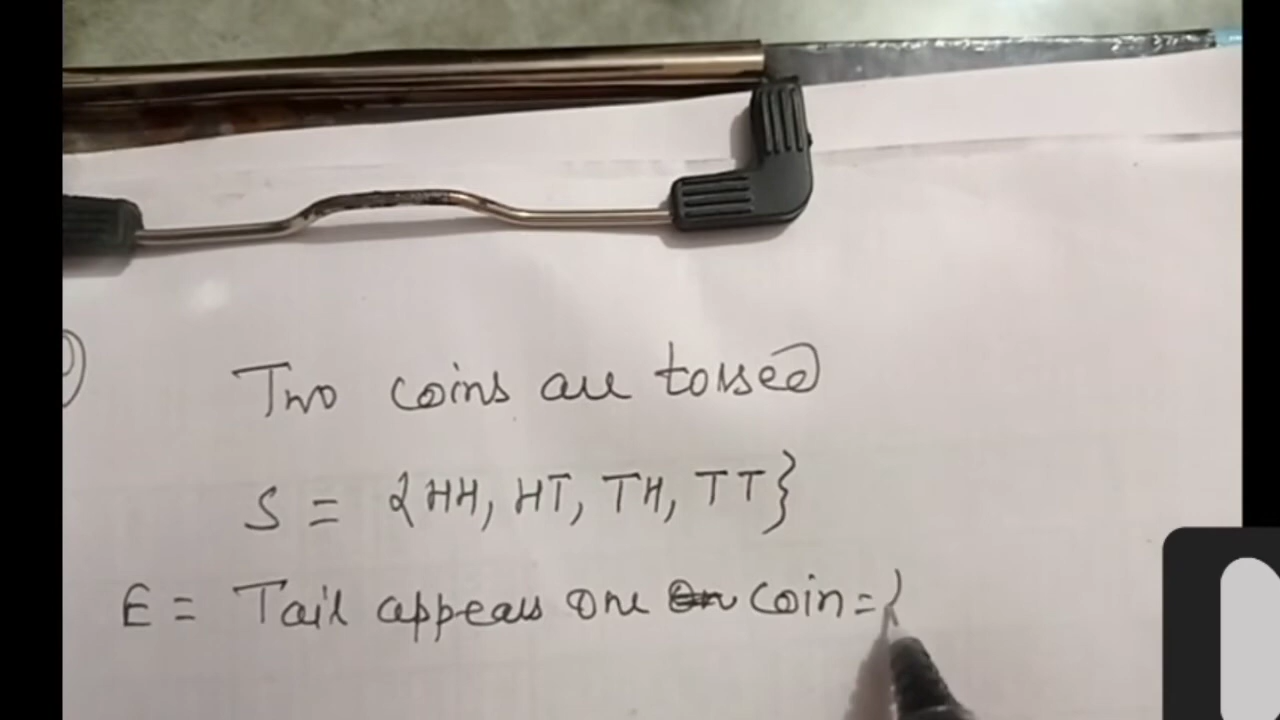 Two coins are tossed
S = {HH, HT, TH, TT}
E = Tail appears one coin = {